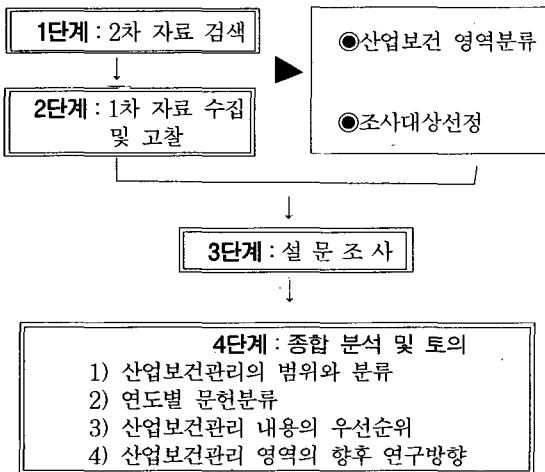 1단계 : 2차 자료 검색
2단계 : 1차 자료 수집
및 고찰
◉산업보건 영역분류
◉조사대상선정
3단계 : 설 문 조 사
4단계 : 종합 분석 및 토의
1) 산업보건관리의 범위와 분류
2) 연도별 문헌분류
3) 산업보건관리 내용의 우선순위
4) 산업보건관리 영역의 향후 연구방향